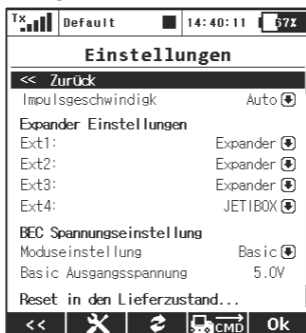 Tx Default 14:40:11 67%
Einstellungen
<< Zurück
Impulsgeschwindigk Auto
Expander Einstellungen
Ext1: Expander
Ext2: Expander
Ext3: Expander
Ext4: JETIBOX
BEC Spannungseinstellung
Moduseinstellung Basic
Basic Ausgangsspannung 5.0V
Reset in den Lieferzustand...
<< CMD Ok